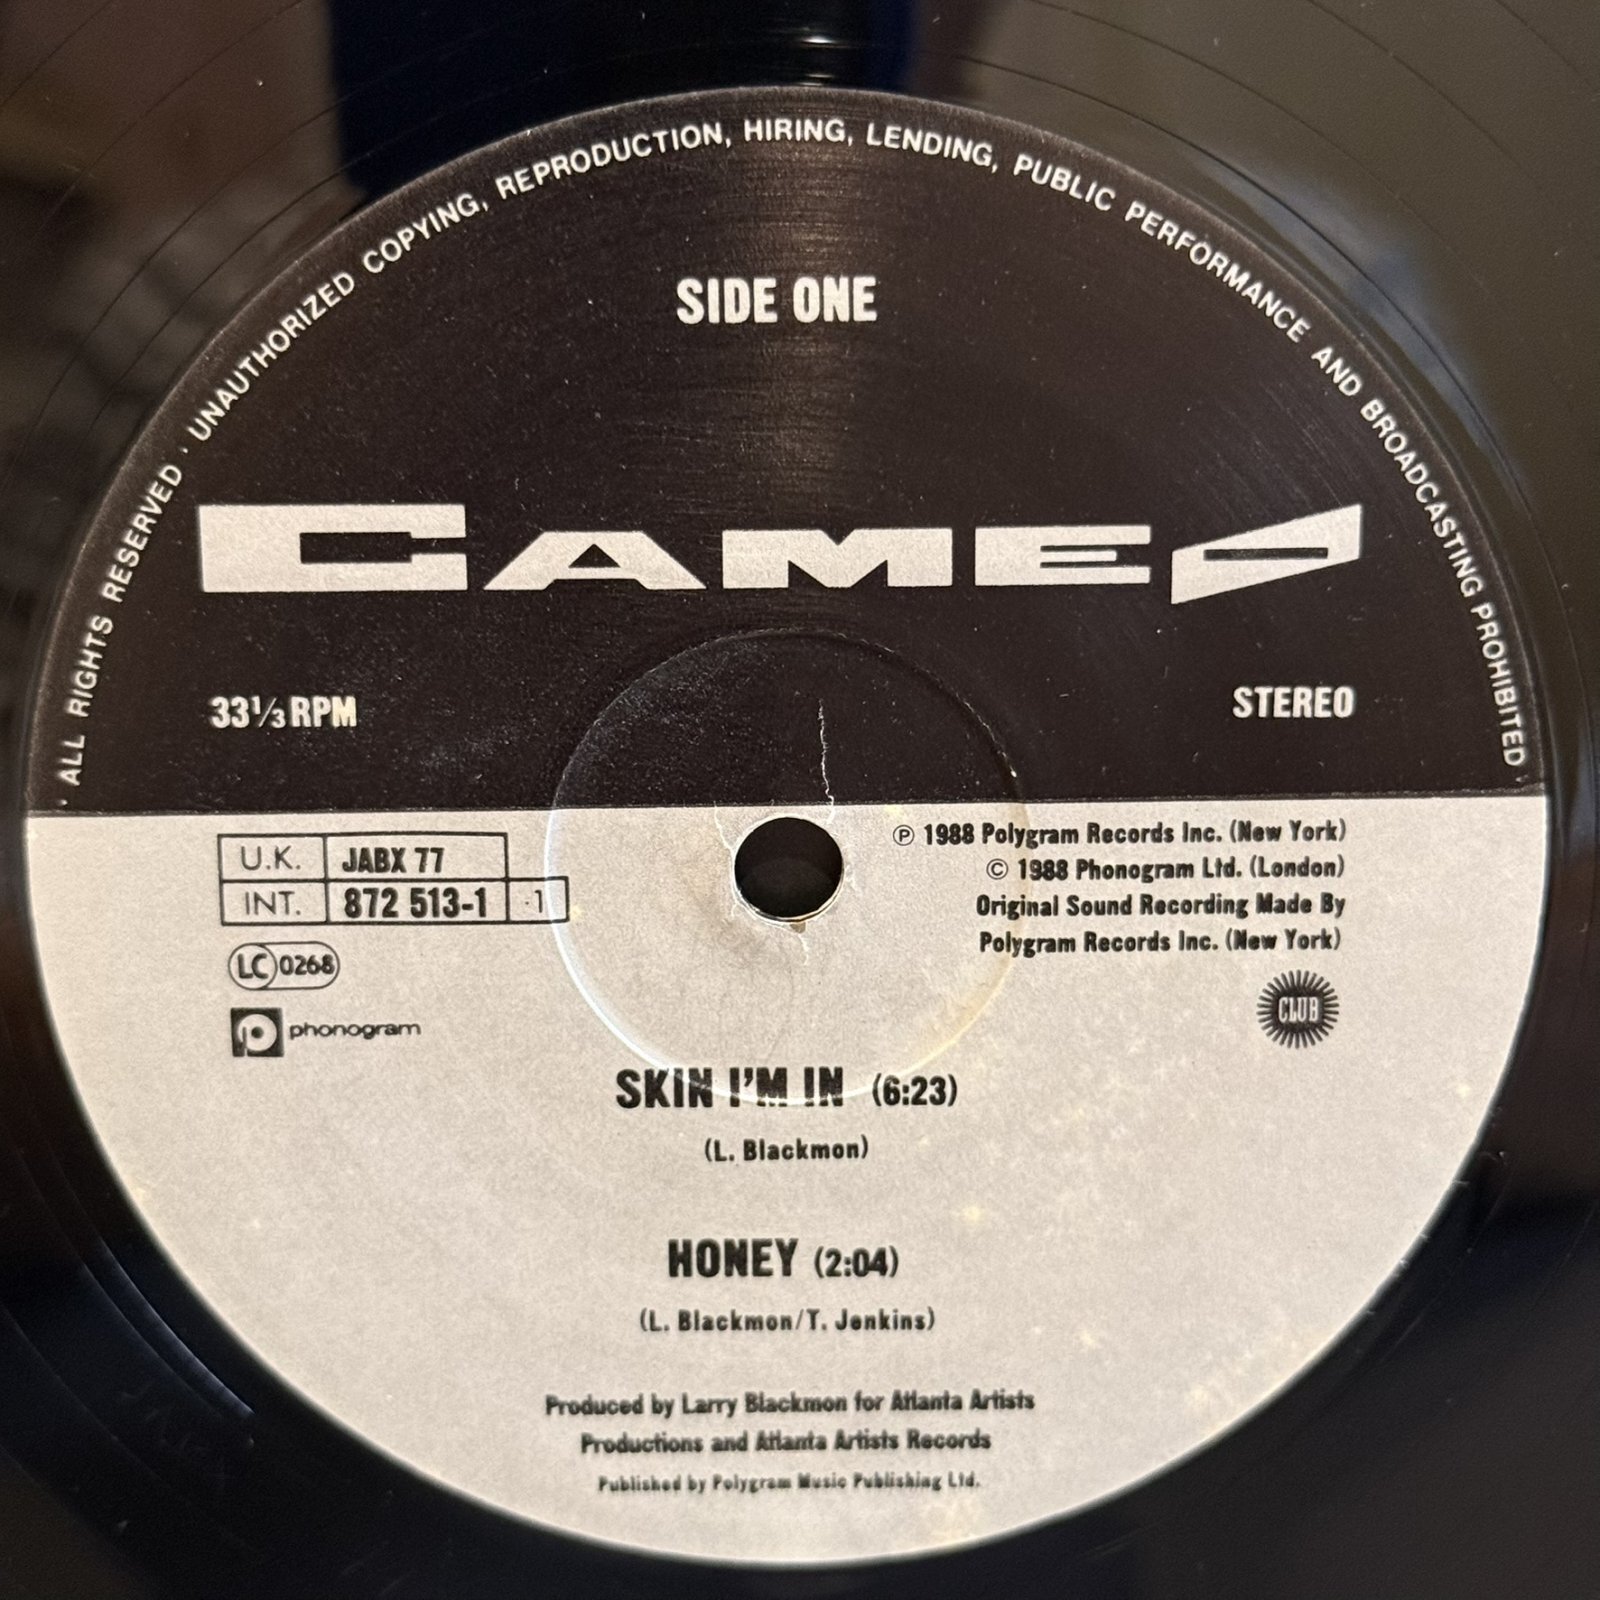 ALL RIGHTS RESERVED · UNAUTHORIZED COPYING, REPRODUCTION, HIRING, LENDING, PUBLIC PERFORMANCE AND BROADCASTING PROHIBITED ·
SIDE ONE
CAMEO
33⅓ RPM
STEREO
U.K. JABX 77
INT. 872 513-1 ·1
LC 0268
phonogram
℗ 1988 Polygram Records Inc. (New York)
© 1988 Phonogram Ltd. (London)
Original Sound Recording Made By
Polygram Records Inc. (New York)
CLUB
SKIN I'M IN (6:23)
(L. Blackmon)
HONEY (2:04)
(L. Blackmon/T. Jenkins)
Produced by Larry Blackmon for Atlanta Artists
Productions and Atlanta Artists Records
Published by Polygram Music Publishing Ltd.